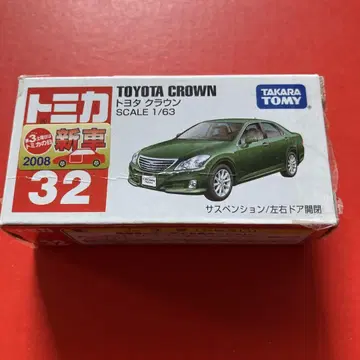 トミカ
TOYOTA CROWN
トヨタ クラウン
SCALE 1/63
TAKARA
TOMY
新車
2008
32
サスペンション/左右ドア開閉